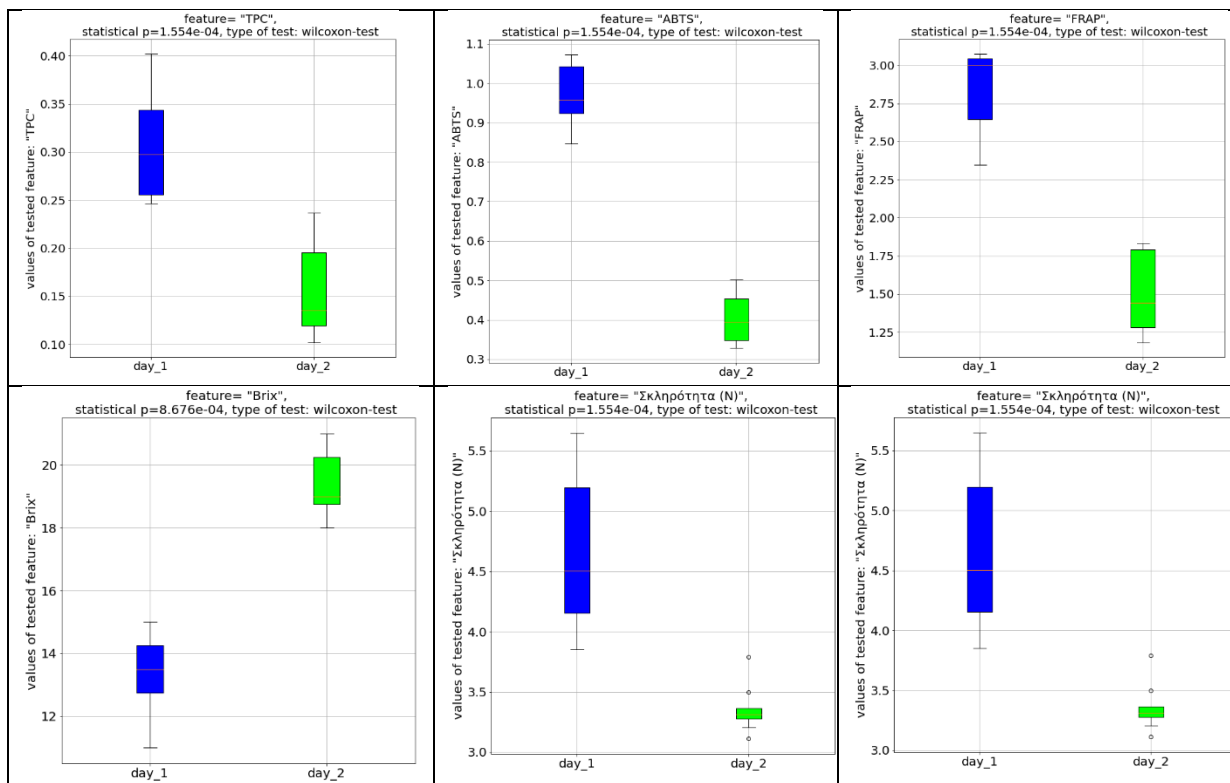 feature= "TPC",
statistical p=1.554e-04, type of test: wilcoxon-test
values of tested feature: "TPC"
0.40
0.35
0.30
0.25
0.20
0.15
0.10
day_1
day_2
feature= "ABTS",
statistical p=1.554e-04, type of test: wilcoxon-test
values of tested feature: "ABTS"
1.1
1.0
0.9
0.8
0.7
0.6
0.5
0.4
0.3
day_1
day_2
feature= "FRAP",
statistical p=1.554e-04, type of test: wilcoxon-test
values of tested feature: "FRAP"
3.00
2.75
2.50
2.25
2.00
1.75
1.50
1.25
day_1
day_2
feature= "Brix",
statistical p=8.676e-04, type of test: wilcoxon-test
values of tested feature: "Brix"
20
18
16
14
12
day_1
day_2
feature= "Σκληρότητα (N)",
statistical p=1.554e-04, type of test: wilcoxon-test
values of tested feature: "Σκληρότητα (N)"
5.5
5.0
4.5
4.0
3.5
3.0
day_1
day_2
feature= "Σκληρότητα (N)",
statistical p=1.554e-04, type of test: wilcoxon-test
values of tested feature: "Σκληρότητα (N)"
5.5
5.0
4.5
4.0
3.5
3.0
day_1
day_2